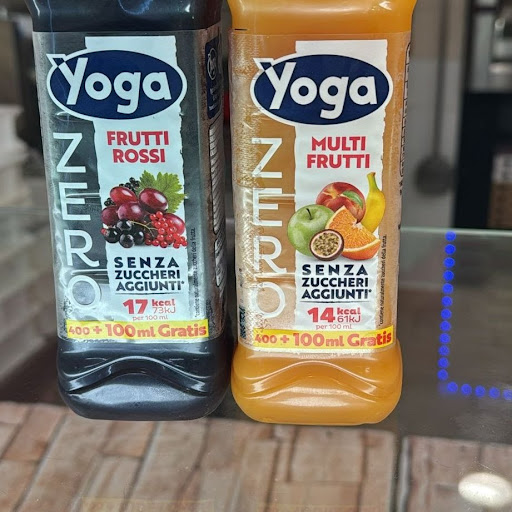 Yoga
ZERO
FRUTTI
ROSSI
SENZA
ZUCCHERI
AGGIUNTI*
17 kcal
73kJ
per 100 ml
400 + 100ml Gratis
Yoga
ZERO
MULTI
FRUTTI
SENZA
ZUCCHERI
AGGIUNTI*
14 kcal
61kJ
per 100 ml
400 + 100ml Gratis